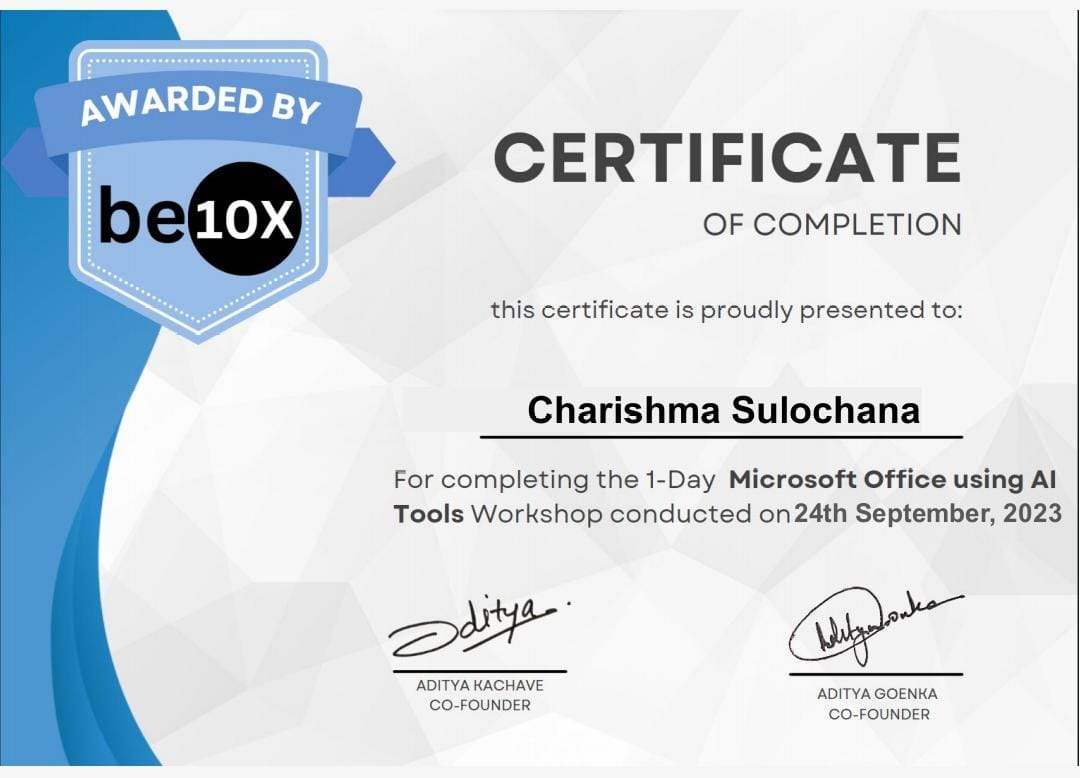 AWARDED BY
be10X
CERTIFICATE
OF COMPLETION
this certificate is proudly presented to:
Charishma Sulochana
For completing the 1-Day Microsoft Office using AI
Tools Workshop conducted on 24th September, 2023
Aditya
Aditya Goenka
ADITYA KACHAVE
CO-FOUNDER
ADITYA GOENKA
CO-FOUNDER